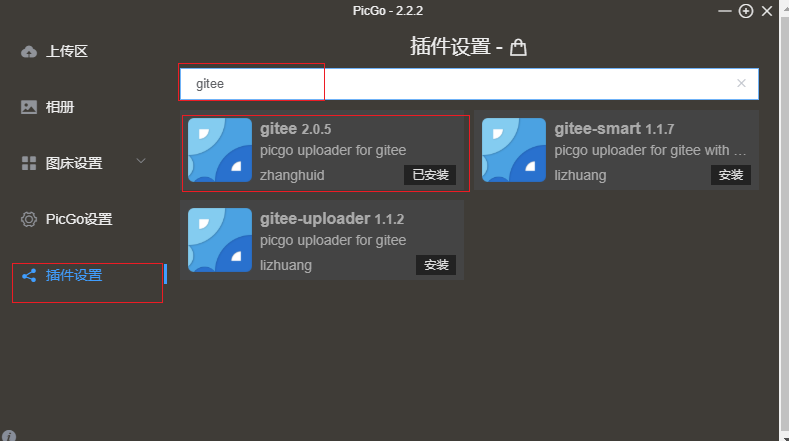 PicGo - 2.2.2
上传区
相册
图床设置
PicGo设置
插件设置
插件设置 -
gitee
gitee 2.0.5
picgo uploader for gitee
zhanghuid
已安装
gitee-smart 1.1.7
picgo uploader for gitee with ...
lizhuang
安装
gitee-uploader 1.1.2
picgo uploader for gitee
lizhuang
安装